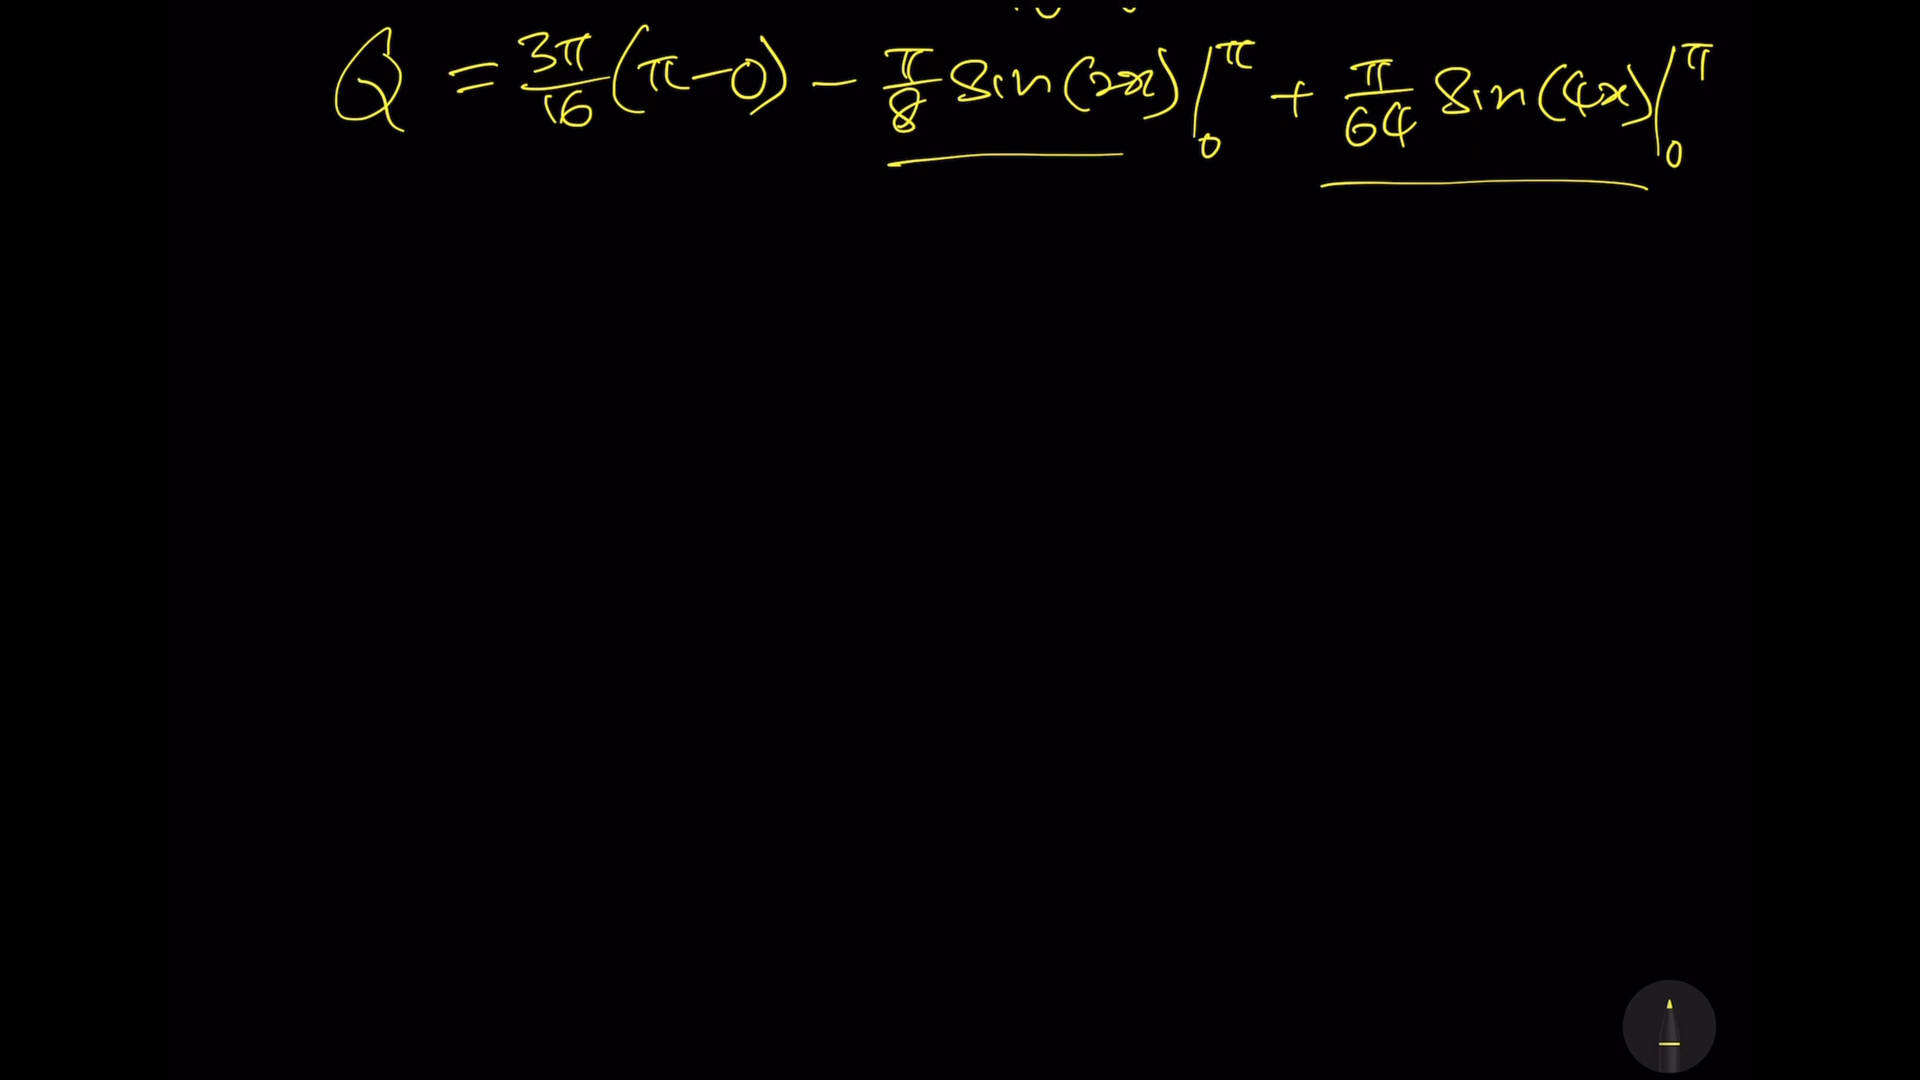 Q = 3π/16 (π-0) - π/8 Sin(2x)|₀^π + π/64 Sin(4x)|₀^π